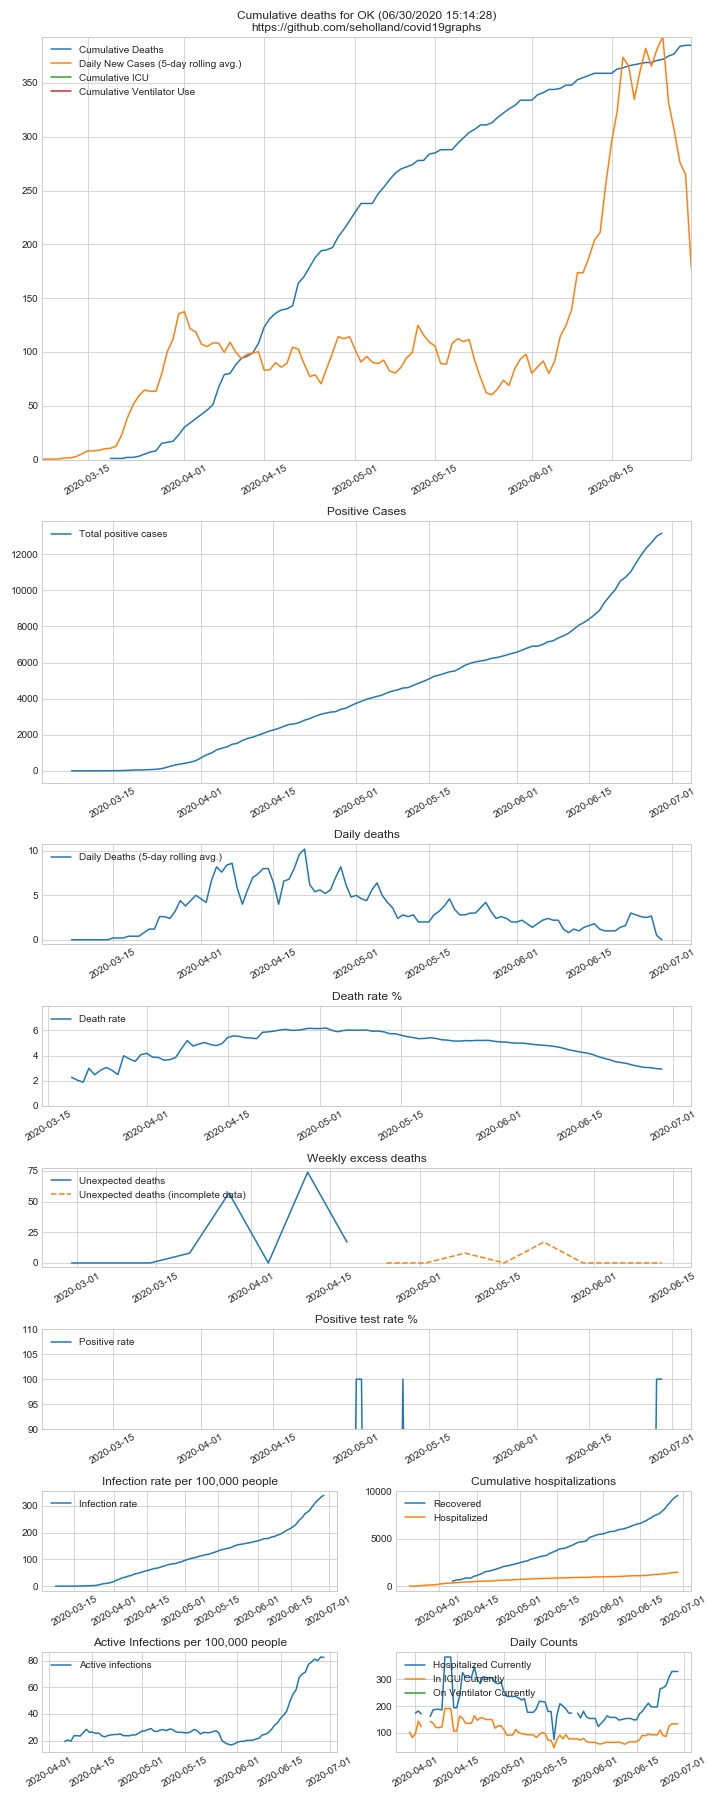 Cumulative deaths for OK (06/30/2020 15:14:28)
https://github.com/seholland/covid19graphs
Cumulative Deaths
Daily New Cases (5-day rolling avg.)
Cumulative ICU
Cumulative Ventilator Use
350
300
250
200
150
100
50
0
2020-03-15 2020-04-01 2020-04-15 2020-05-01 2020-05-15 2020-06-01 2020-06-15
Positive Cases
Total positive cases
12000
10000
8000
6000
4000
2000
0
2020-03-15 2020-04-01 2020-04-15 2020-05-01 2020-05-15 2020-06-01 2020-06-15 2020-07-01
Daily deaths
Daily Deaths (5-day rolling avg.)
10
5
0
2020-03-15 2020-04-01 2020-04-15 2020-05-01 2020-05-15 2020-06-01 2020-06-15 2020-07-01
Death rate %
Death rate
6
4
2
0
2020-03-15 2020-04-01 2020-04-15 2020-05-01 2020-05-15 2020-06-01 2020-06-15 2020-07-01
Weekly excess deaths
Unexpected deaths
Unexpected deaths (incomplete data)
75
50
25
0
2020-03-01 2020-03-15 2020-04-01 2020-04-15 2020-05-01 2020-05-15 2020-06-01 2020-06-15
Positive test rate %
Positive rate
110
105
100
95
90
2020-03-15 2020-04-01 2020-04-15 2020-05-01 2020-05-15 2020-06-01 2020-06-15 2020-07-01
Infection rate per 100,000 people
Infection rate
300
200
100
0
2020-03-15 2020-04-01 2020-04-15 2020-05-01 2020-05-15 2020-06-01 2020-06-15 2020-07-01
Cumulative hospitalizations
Recovered
Hospitalized
10000
5000
0
2020-04-01 2020-04-15 2020-05-01 2020-05-15 2020-06-01 2020-06-15 2020-07-01
Active Infections per 100,000 people
Active infections
80
60
40
20
2020-04-01 2020-04-15 2020-05-01 2020-05-15 2020-06-01 2020-06-15 2020-07-01
Daily Counts
Hospitalized Currently
In ICU Currently
On Ventilator Currently
300
200
100
2020-04-01 2020-04-15 2020-05-01 2020-05-15 2020-06-01 2020-06-15 2020-07-01